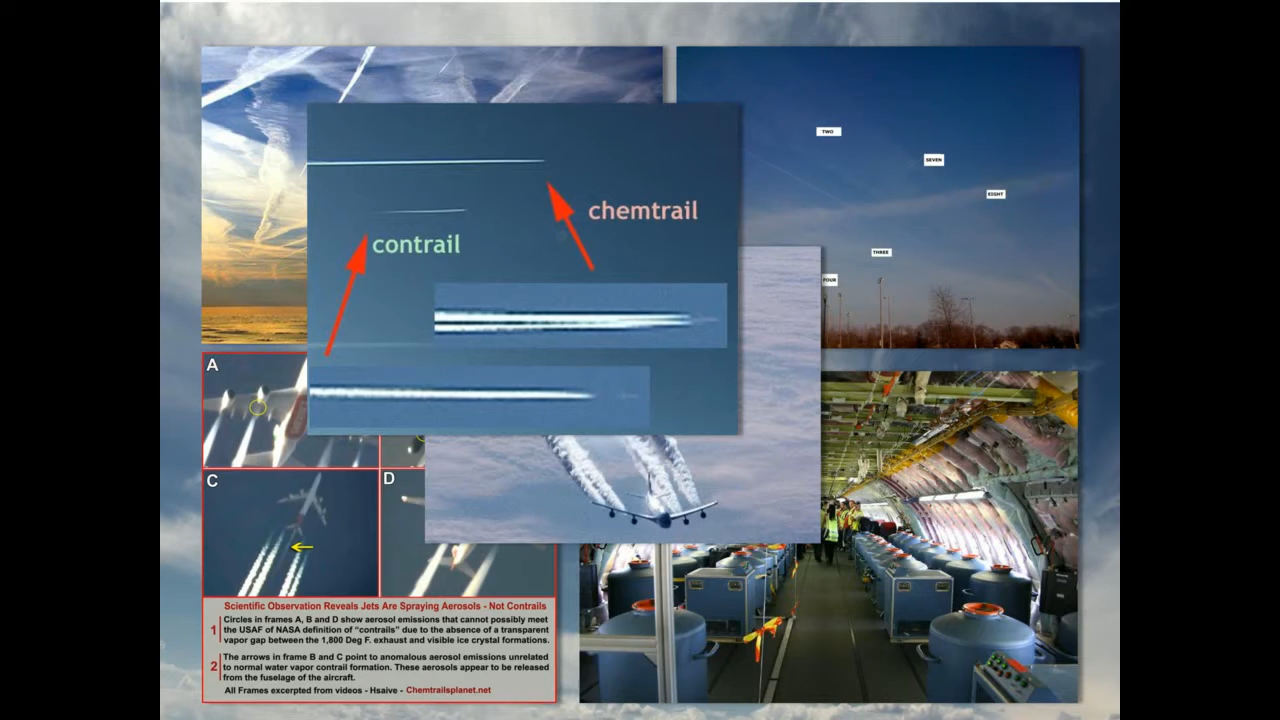 TWO
SEVEN
EIGHT
THREE
FOUR
chemtrail
contrail
A
C
D
Scientific Observation Reveals Jets Are Spraying Aerosols - Not Contrails
1
Circles in frames A, B and D show aerosol emissions that cannot possibly meet
the USAF of NASA definition of “contrails” due to the absence of a transparent
vapor gap between the 1,800 Deg F. exhaust and visible ice crystal formations.
2
The arrows in frame B and C point to anomalous aerosol emissions unrelated
to normal water vapor contrail formation. These aerosols appear to be released
from the fuselage of the aircraft.
All Frames excerpted from videos - Hsaive - Chemtrailsplanet.net